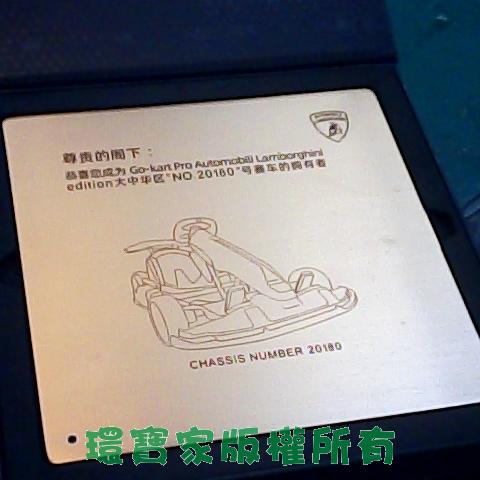 尊贵的阁下：
恭喜您成为 Go-kart Pro Automobili Lamborghini
edition大中华区"NO.20180"号赛车的拥有者
CHASSIS NUMBER 20180
環寶家版權所有